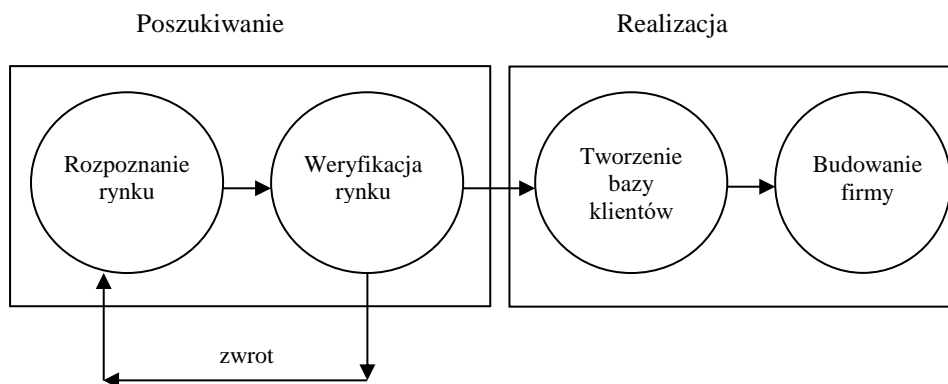 Poszukiwanie
Realizacja
Rozpoznanie
rynku
Weryfikacja
rynku
Tworzenie
bazy
klientów
Budowanie
firmy
zwrot